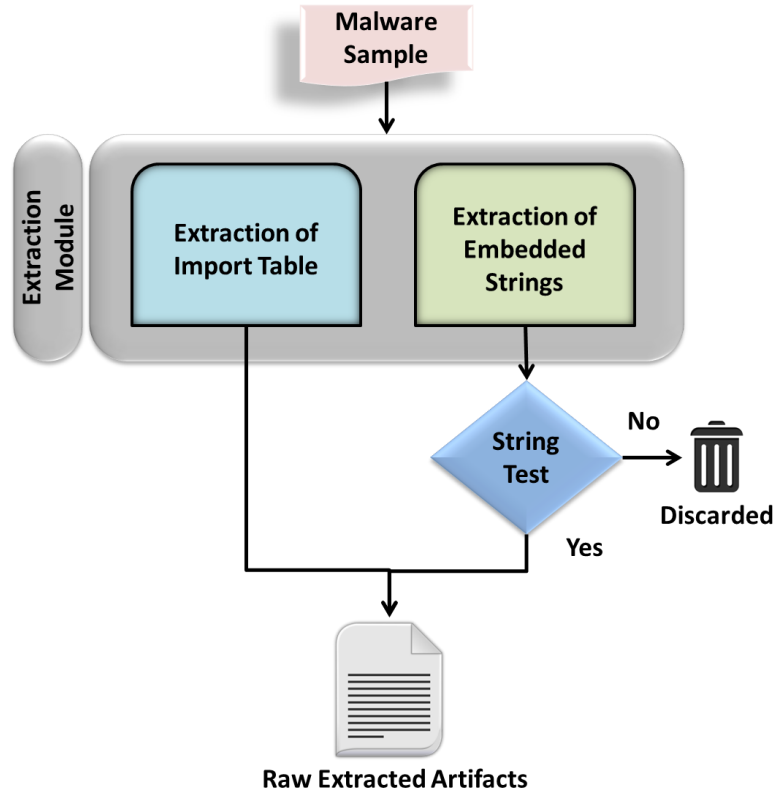 Malware
Sample
Extraction
Module
Extraction of
Import Table
Extraction of
Embedded
Strings
String
Test
No
Discarded
Yes
Raw Extracted Artifacts